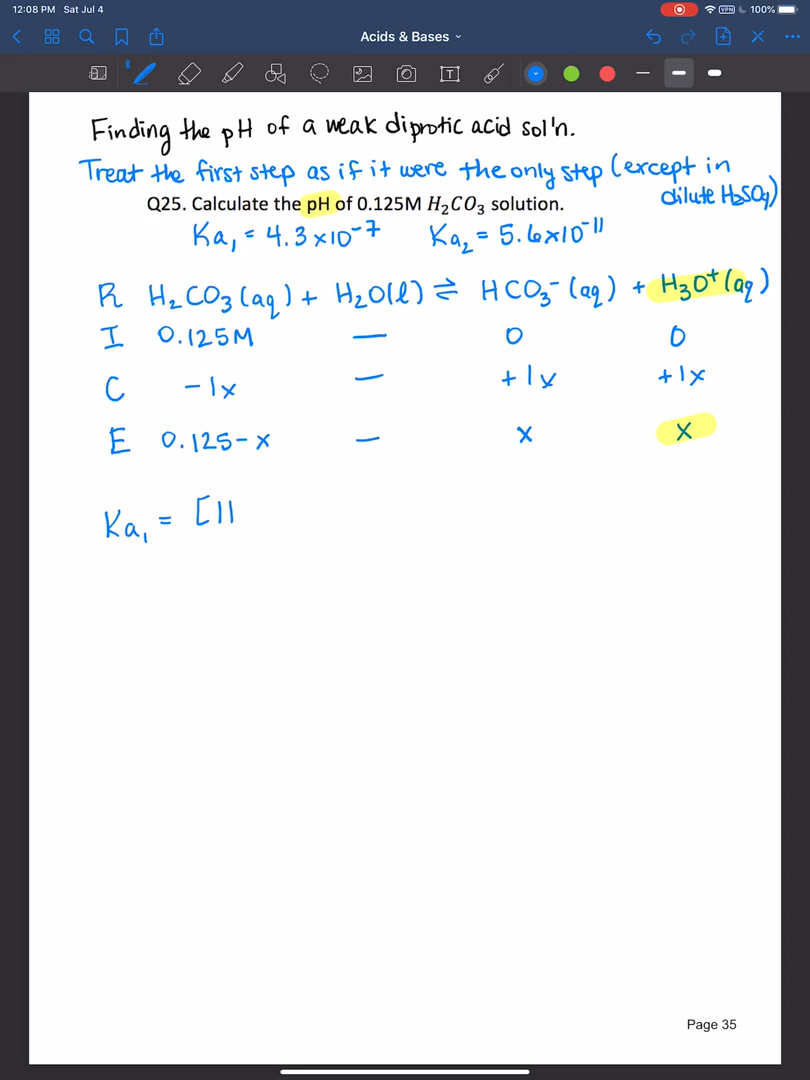 12:08 PM Sat Jul 4 VPN 100%
Acids & Bases
Finding the pH of a weak diprotic acid sol'n.
Treat the first step as if it were the only step (except in dilute H₂SO₄)
Q25. Calculate the pH of 0.125M H₂CO₃ solution.
Ka₁ = 4.3×10⁻⁷ Ka₂ = 5.6×10⁻¹¹
R H₂CO₃(aq) + H₂O(l) ⇌ HCO₃⁻(aq) + H₃O⁺(aq)
I 0.125M — 0 0
C -1x — +1x +1x
E 0.125-x — x x
Ka₁ = [||
Page 35